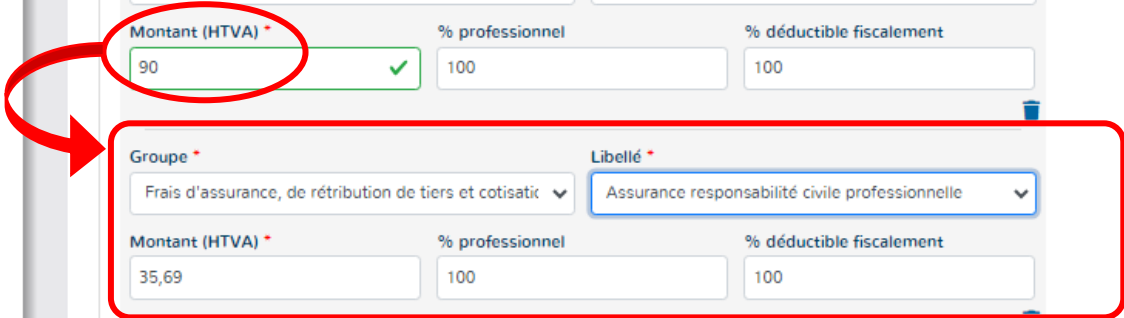 Montant (HTVA) * % professionnel % déductible fiscalement
90 100 100
Groupe * Libellé *
Frais d'assurance, de rétribution de tiers et cotisatic Assurance responsabilité civile professionnelle
Montant (HTVA) * % professionnel % déductible fiscalement
35,69 100 100